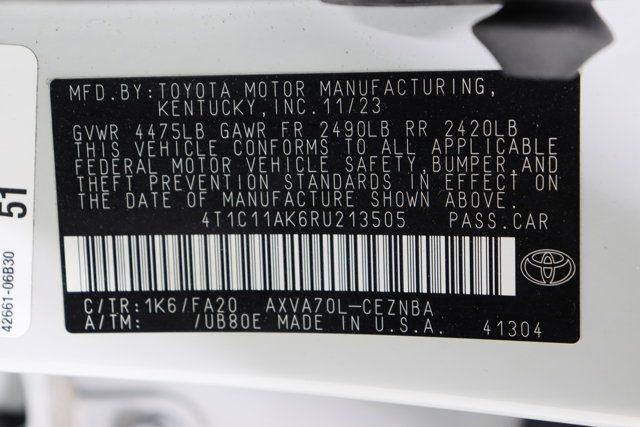 MFD.BY:TOYOTA MOTOR MANUFACTURING,
KENTUCKY,INC.11/23
GVWR 4475LB GAWR FR 2490LB RR 2420LB
THIS VEHICLE CONFORMS TO ALL APPLICABLE
FEDERAL MOTOR VEHICLE SAFETY,BUMPER,AND
THEFT PREVENTION STANDARDS IN EFFECT ON
THE DATE OF MANUFACTURE SHOWN ABOVE.
4T1C11AK6RU213505 PASS.CAR
C/TR:1K6/FA20 AXVA70L-CEZNBA
A/TM: /UB80E MADE IN U.S.A. 41304
51
42661-06B30